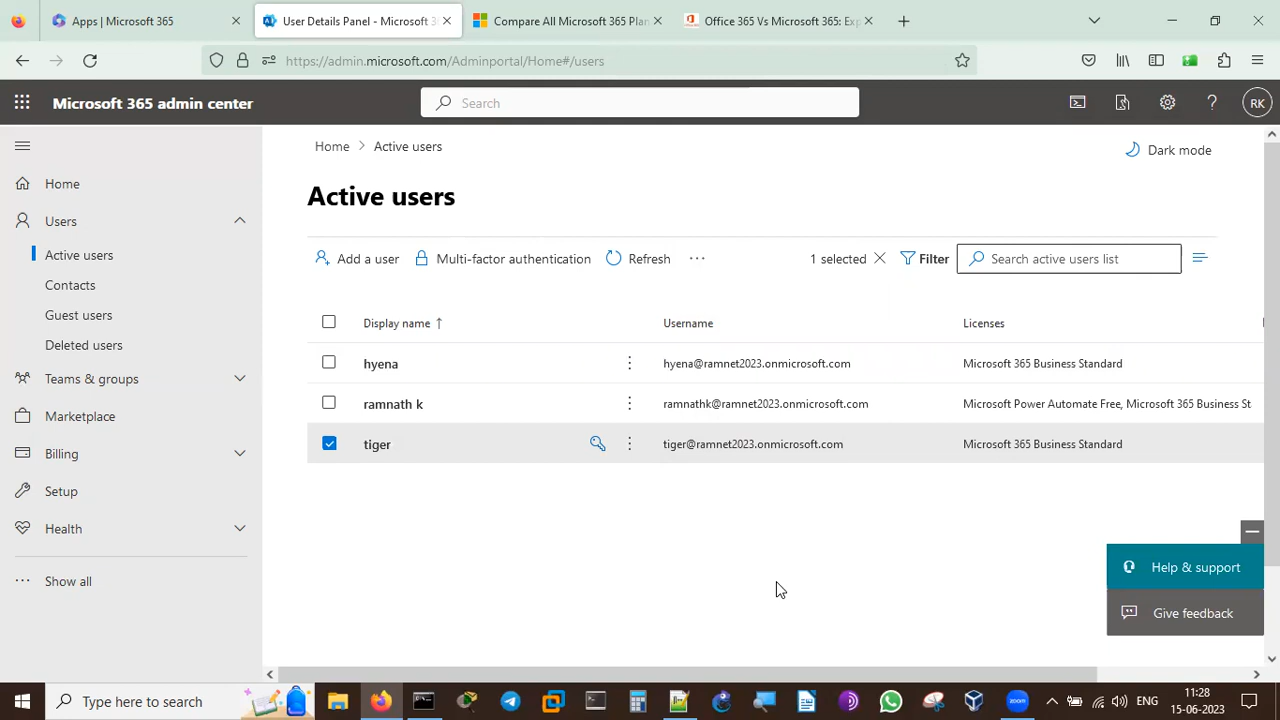 Apps | Microsoft 365
User Details Panel - Microsoft 3
Compare All Microsoft 365 Plan
Office 365 Vs Microsoft 365: Exp
https://admin.microsoft.com/Adminportal/Home#/users
Microsoft 365 admin center
Search
RK
Home
Users
Active users
Contacts
Guest users
Deleted users
Teams & groups
Marketplace
Billing
Setup
Health
Show all
Home > Active users
Dark mode
Active users
Add a user
Multi-factor authentication
Refresh
1 selected
Filter
Search active users list
Display name ↑
Username
Licenses
hyena
hyena@ramnet2023.onmicrosoft.com
Microsoft 365 Business Standard
ramnath k
ramnathk@ramnet2023.onmicrosoft.com
Microsoft Power Automate Free, Microsoft 365 Business St
tiger
tiger@ramnet2023.onmicrosoft.com
Microsoft 365 Business Standard
Help & support
Give feedback
Type here to search
zoom
ENG
11:28
15-06-2023